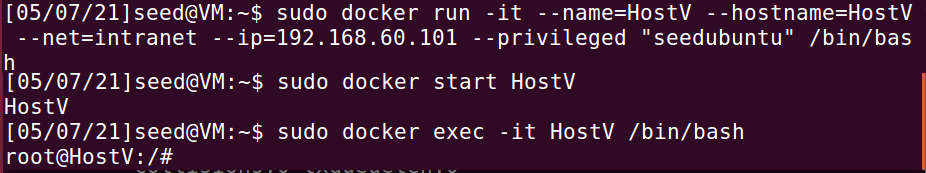 [05/07/21]seed@VM:~$ sudo docker run -it --name=HostV --hostname=HostV
 --net=intranet --ip=192.168.60.101 --privileged "seedubuntu" /bin/bas
h
[05/07/21]seed@VM:~$ sudo docker start HostV
HostV
[05/07/21]seed@VM:~$ sudo docker exec -it HostV /bin/bash
root@HostV:/#